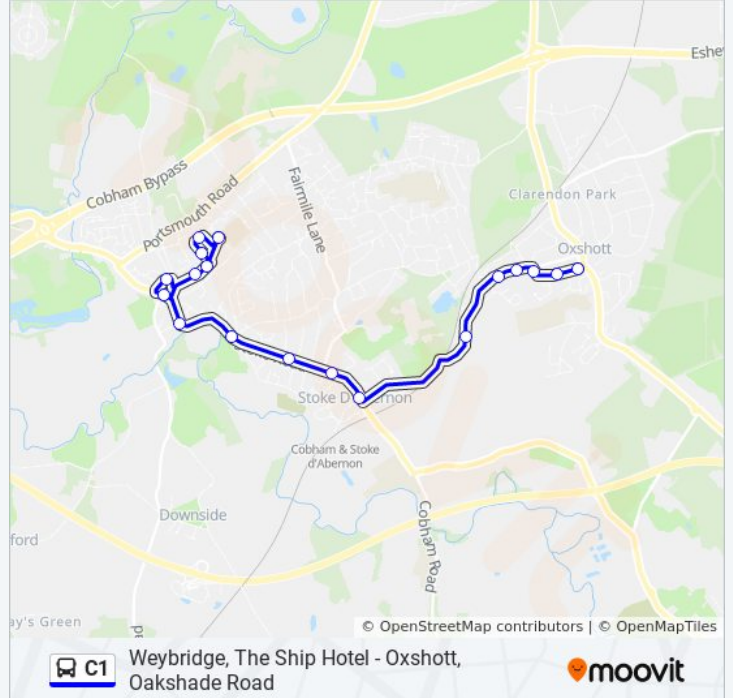 Eshe
Cobham Bypass
Portsmouth Road
Fairmile Lane
Clarendon Park
Oxshott
Stoke D'Abernon
Cobham & Stoke
d'Abernon
Downside
ford
Cobham Road
ay's Green
© OpenStreetMap contributors | © OpenMapTiles
C1
Weybridge, The Ship Hotel - Oxshott,
Oakshade Road
moovit